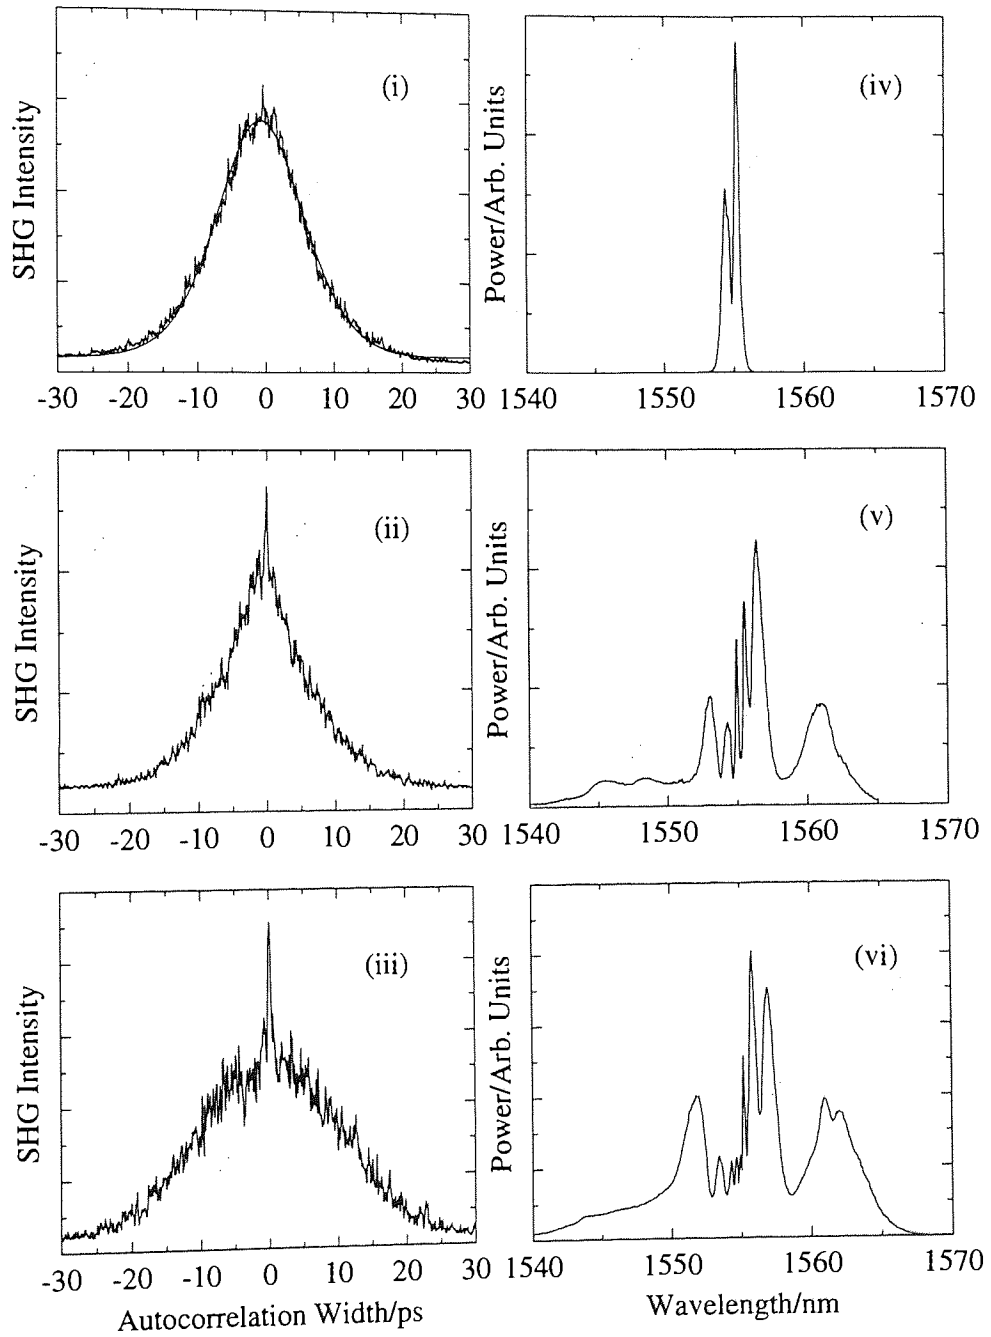 SHG Intensity
(i)
-30 -20 -10 0 10 20 30
Power/Arb. Units
(iv)
1540 1550 1560 1570
SHG Intensity
(ii)
-30 -20 -10 0 10 20 30
Power/Arb. Units
(v)
1540 1550 1560 1570
SHG Intensity
(iii)
-30 -20 -10 0 10 20 30
Autocorrelation Width/ps
Power/Arb. Units
(vi)
1540 1550 1560 1570
Wavelength/nm